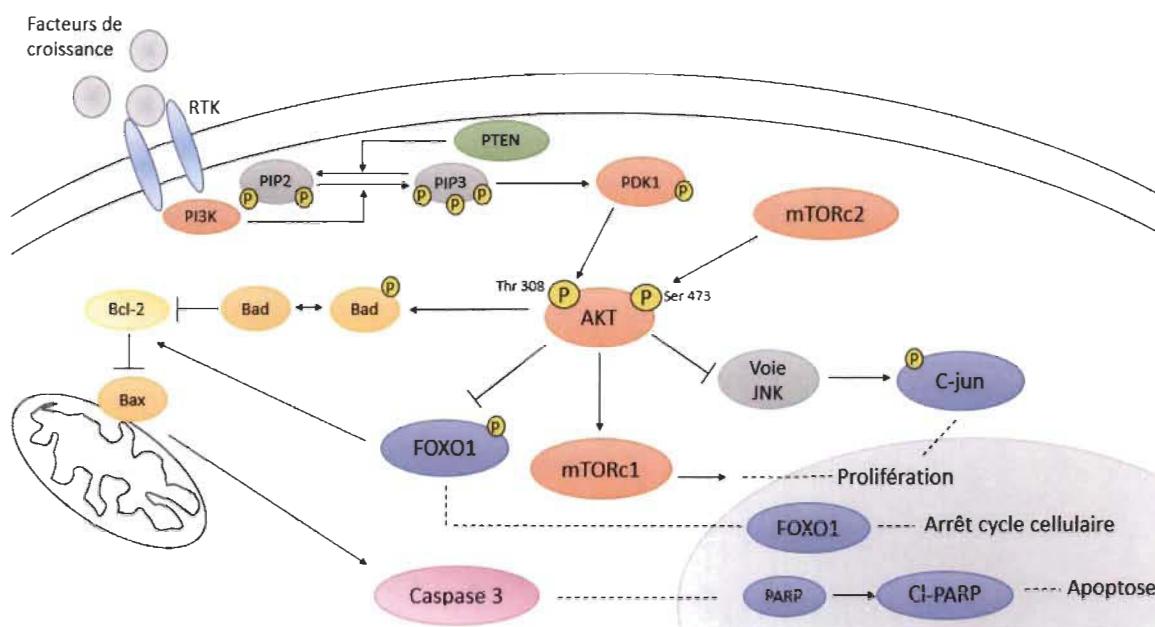 Facteurs de
croissance
RTK
PTEN
PIP2
P
P
PIP3
P
P
P
PDK1
P
PI3K
mTORc2
Thr 308
P
P
Ser 473
AKT
Bcl-2
Bad
Bad
P
Voie
JNK
P
C-jun
Bax
FOXO1
P
mTORc1
Prolifération
FOXO1
Arrêt cycle cellulaire
Caspase 3
PARP
Cl-PARP
Apoptose